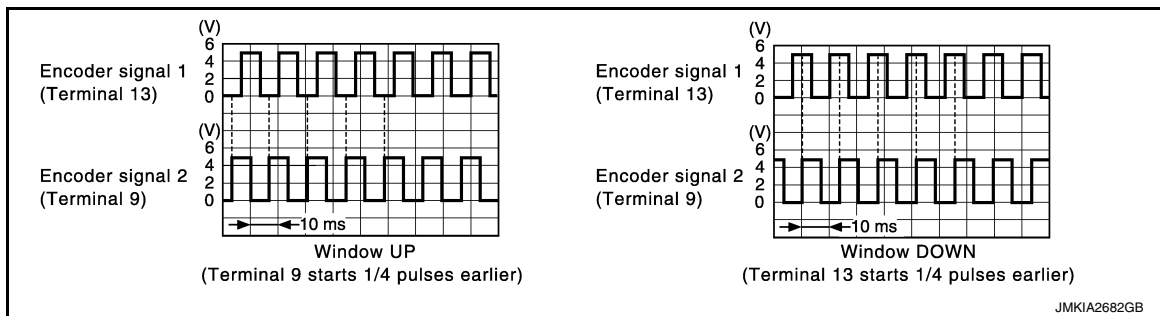 (V)
6
4
2
0
Encoder signal 1
(Terminal 13)
(V)
6
4
2
0
Encoder signal 2
(Terminal 9)
10 ms
Window UP
(Terminal 9 starts 1/4 pulses earlier)
(V)
6
4
2
0
Encoder signal 1
(Terminal 13)
(V)
6
4
2
0
Encoder signal 2
(Terminal 9)
10 ms
Window DOWN
(Terminal 13 starts 1/4 pulses earlier)
JMKIA2682GB